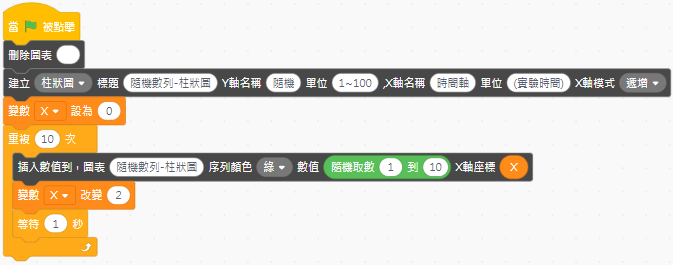 當 被點擊
刪除圖表
建立 柱狀圖 標題 隨機數列-柱狀圖 Y軸名稱 隨機 單位 1~100 ,X軸名稱 時間軸 單位 (實驗時間) X軸模式 遞增
變數 X 設為 0
重複 10 次
插入數值到，圖表 隨機數列-柱狀圖 序列顏色 綠 數值 隨機取數 1 到 10 X軸座標 X
變數 X 改變 2
等待 1 秒